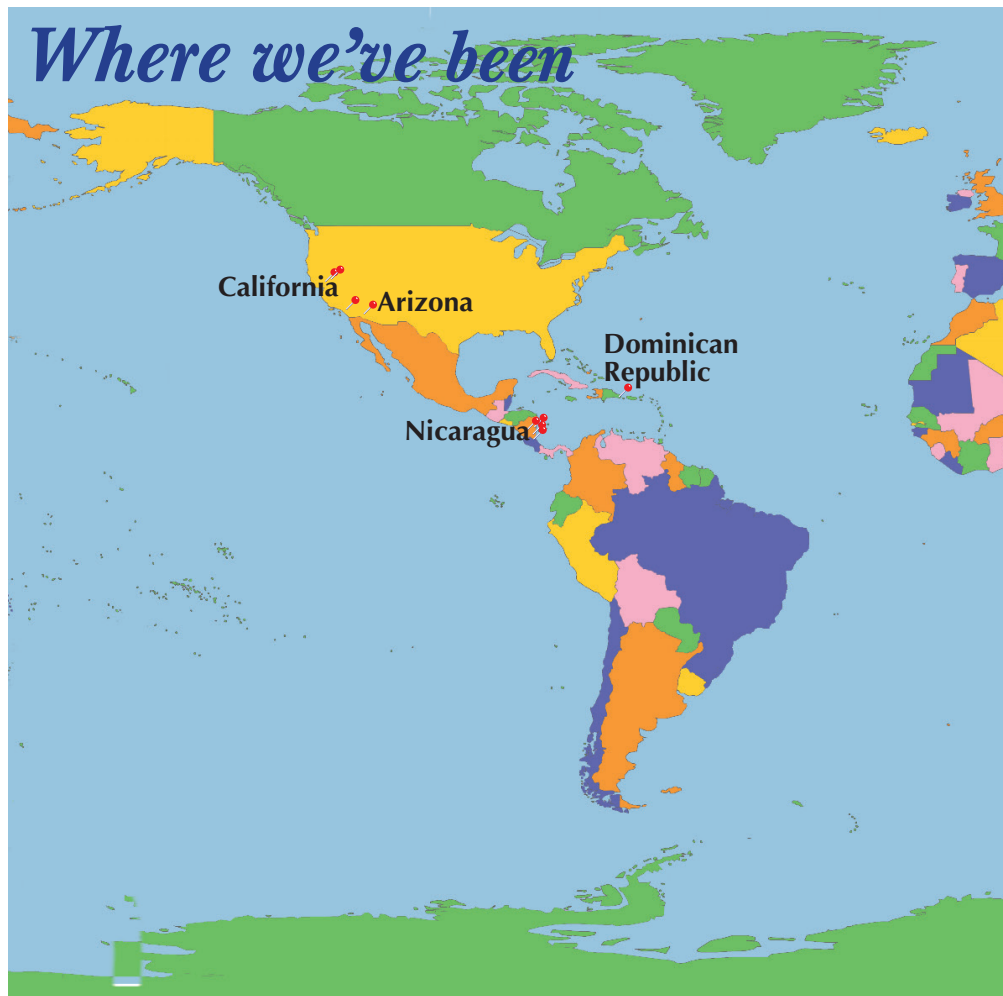 Where we’ve been
California
Arizona
Dominican
Republic
Nicaragua